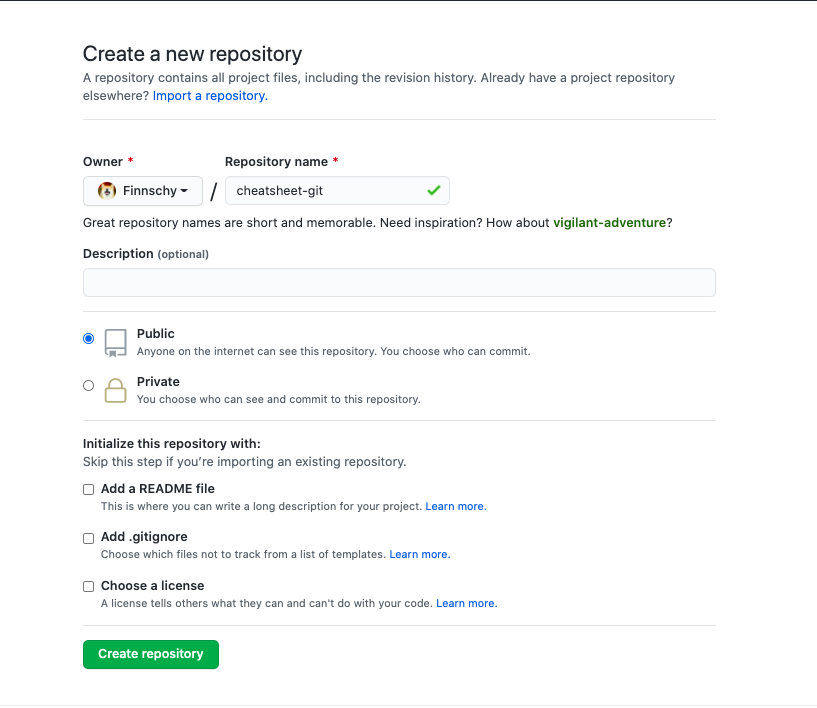 Create a new repository
A repository contains all project files, including the revision history. Already have a project repository
elsewhere? Import a repository.
Owner * Repository name *
Finnschy / cheatsheet-git
Great repository names are short and memorable. Need inspiration? How about vigilant-adventure?
Description (optional)
Public
Anyone on the internet can see this repository. You choose who can commit.
Private
You choose who can see and commit to this repository.
Initialize this repository with:
Skip this step if you’re importing an existing repository.
Add a README file
This is where you can write a long description for your project. Learn more.
Add .gitignore
Choose which files not to track from a list of templates. Learn more.
Choose a license
A license tells others what they can and can't do with your code. Learn more.
Create repository